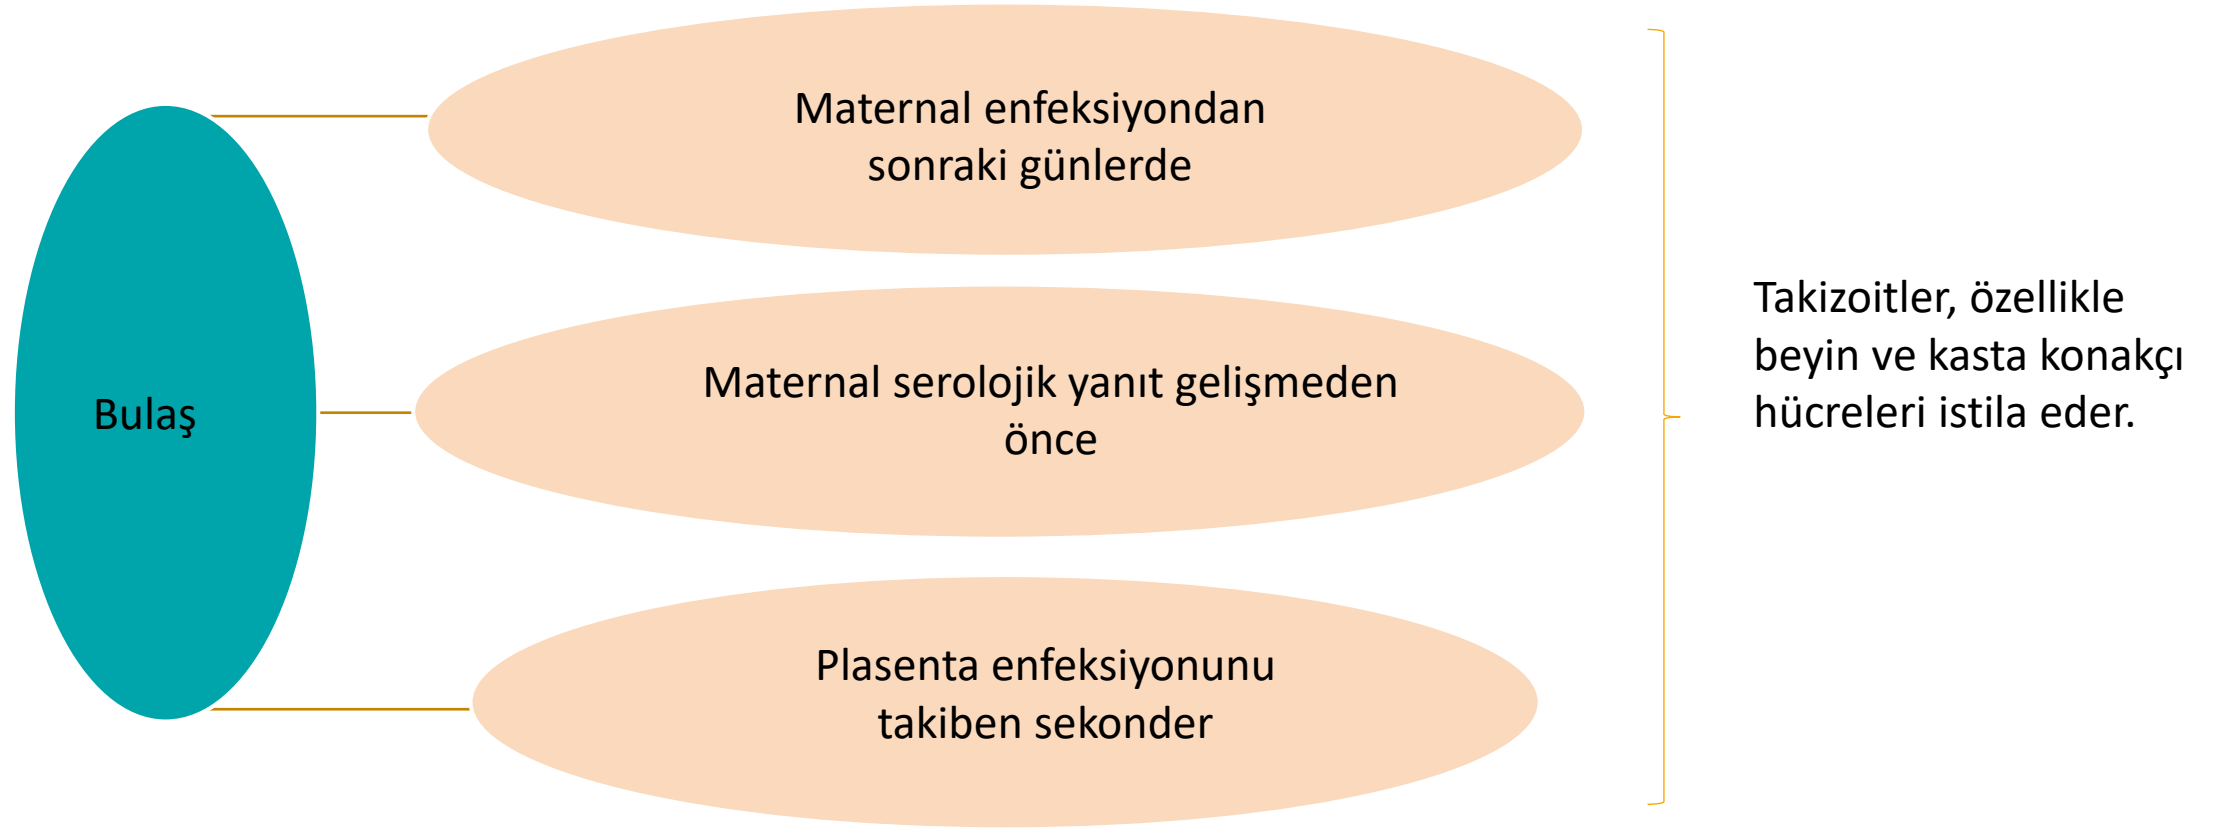 Bulaş
Maternal enfeksiyondan
sonraki günlerde
Maternal serolojik yanıt gelişmeden
önce
Plasenta enfeksiyonunu
takiben sekonder
Takizoitler, özellikle
beyin ve kasta konakçı
hücreleri istila eder.